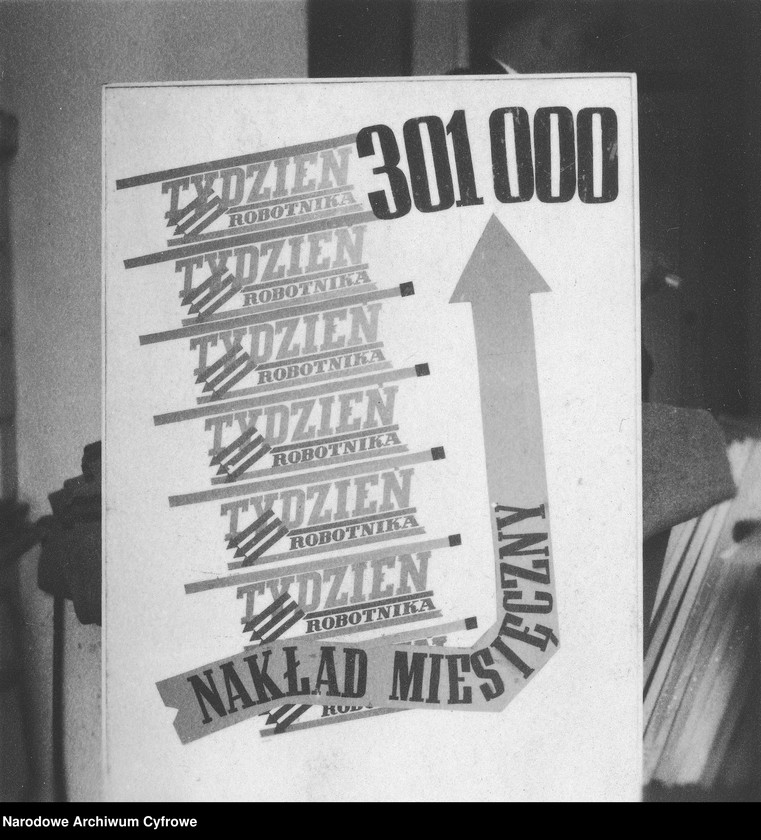 301 000
TYDZIEŃ
ROBOTNIKA
TYDZIEŃ
ROBOTNIKA
TYDZIEŃ
ROBOTNIKA
TYDZIEŃ
ROBOTNIKA
TYDZIEŃ
ROBOTNIKA
TYDZIEŃ
ROBOTNIKA
NAKŁAD MIESIĘCZNY
Narodowe Archiwum Cyfrowe